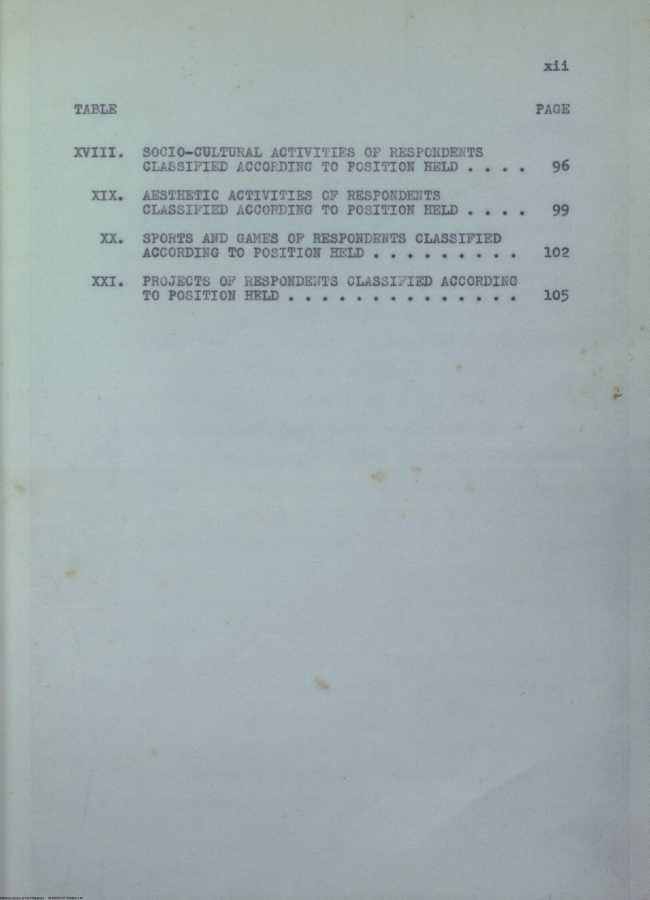 xii
TABLE PAGE
XVIII. SOCIO-CULTURAL ACTIVITIES OF RESPONDENTS
CLASSIFIED ACCORDING TO POSITION HELD . . . . 96
XIX. AESTHETIC ACTIVITIES OF RESPONDENTS
CLASSIFIED ACCORDING TO POSITION HELD . . . . 99
XX. SPORTS AND GAMES OF RESPONDENTS CLASSIFIED
ACCORDING TO POSITION HELD . . . . . . . . . 102
XXI. PROJECTS OF RESPONDENTS CLASSIFIED ACCORDING
TO POSITION HELD . . . . . . . . . . . . . . 105